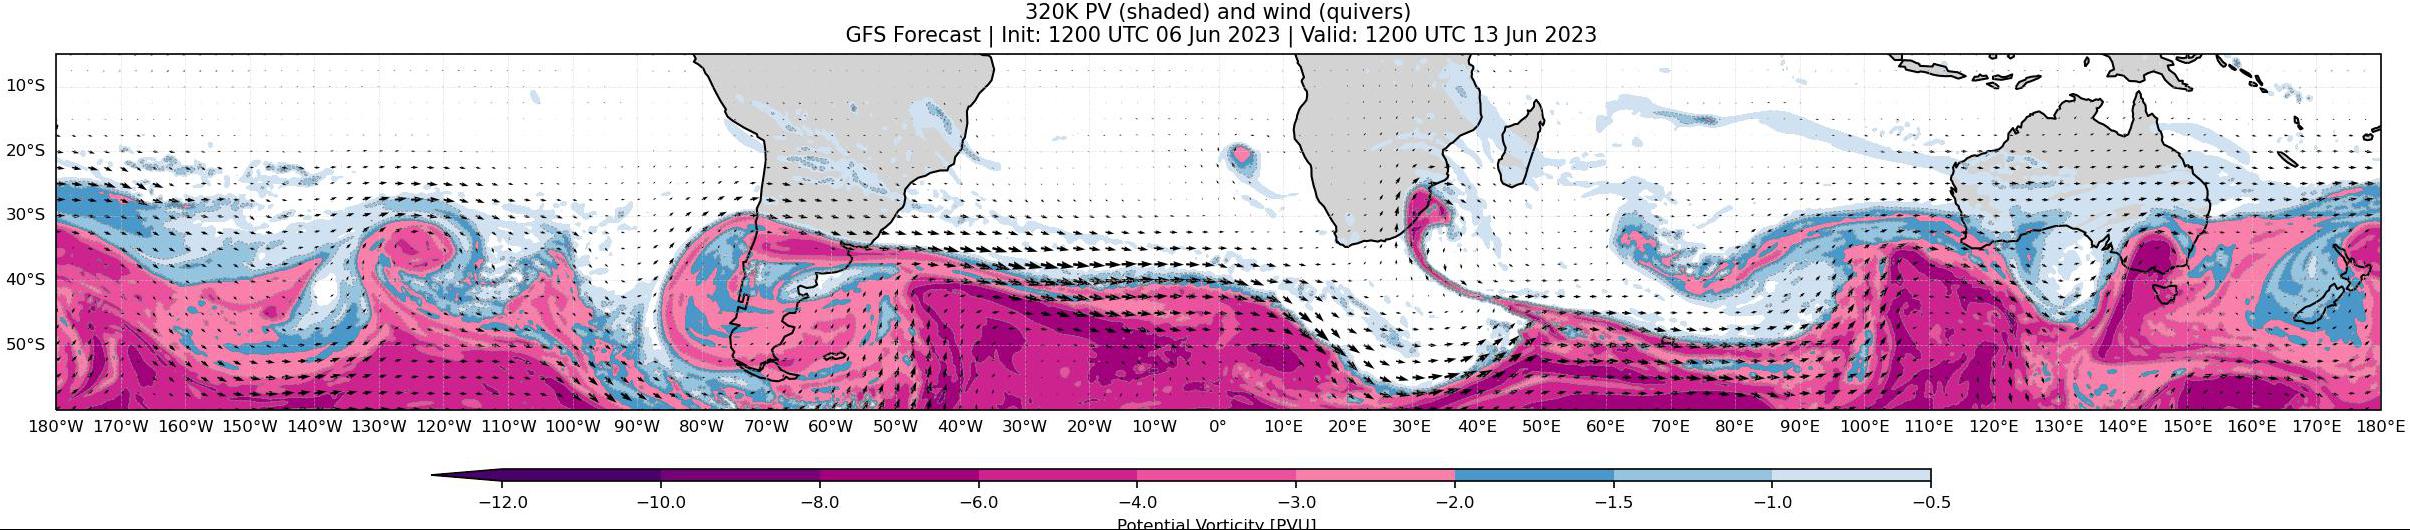 320K PV (shaded) and wind (quivers)
GFS Forecast | Init: 1200 UTC 06 Jun 2023 | Valid: 1200 UTC 13 Jun 2023
10°S
20°S
30°S
40°S
50°S
180°W 170°W 160°W 150°W 140°W 130°W 120°W 110°W 100°W 90°W 80°W 70°W 60°W 50°W 40°W 30°W 20°W 10°W 0° 10°E 20°E 30°E 40°E 50°E 60°E 70°E 80°E 90°E 100°E 110°E 120°E 130°E 140°E 150°E 160°E 170°E 180°E
−12.0 −10.0 −8.0 −6.0 −4.0 −3.0 −2.0 −1.5 −1.0 −0.5
Potential Vorticity [PVU]